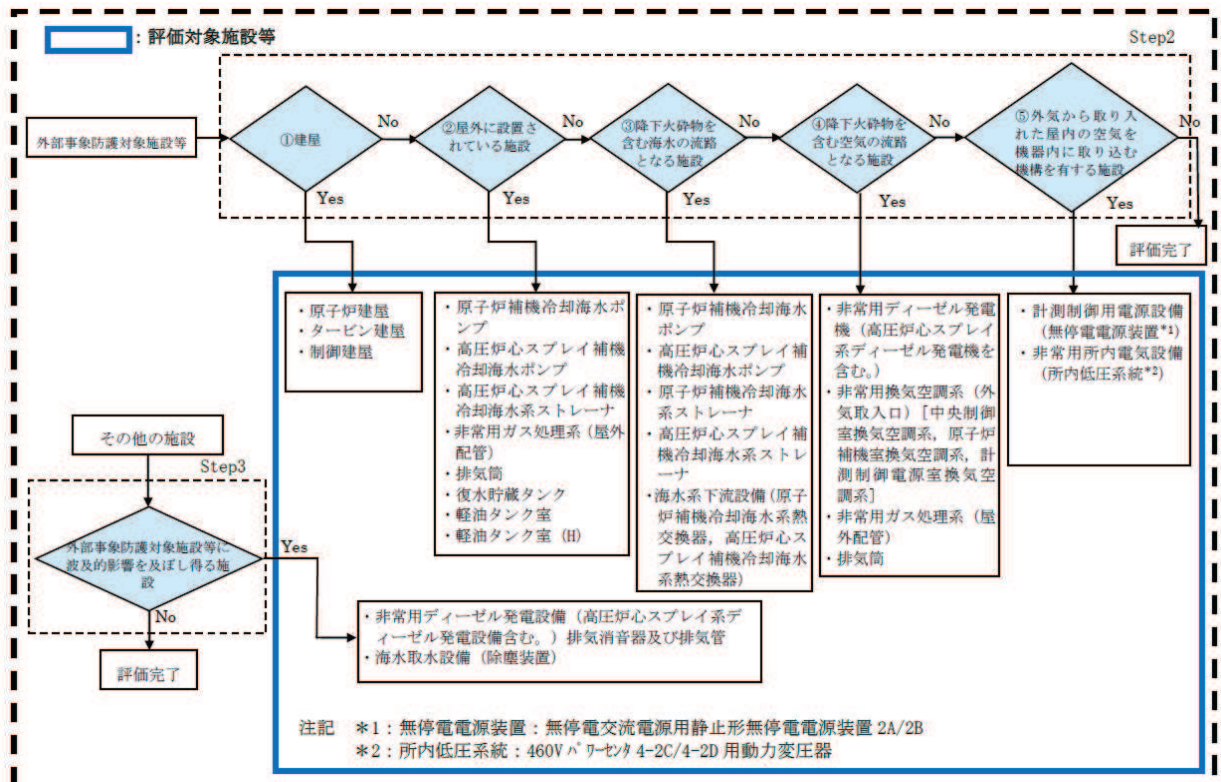 ：評価対象施設等
Step2
外部事象防護対象施設等
①建屋
No
Yes
②屋外に設置さ
れている施設
No
Yes
③降下火砕物を
含む海水の流路
となる施設
No
Yes
④降下火砕物を
含む空気の流路
となる施設
No
Yes
⑤外気から取り入
れた屋内の空気を
機器内に取り込む
機構を有する施設
No
Yes
評価完了
・原子炉建屋
・タービン建屋
・制御建屋
・原子炉補機冷却海水ポ
ンプ
・高圧炉心スプレイ補機
冷却海水ポンプ
・高圧炉心スプレイ補機
冷却海水系ストレーナ
・非常用ガス処理系（屋外
配管）
・排気筒
・復水貯蔵タンク
・軽油タンク室
・軽油タンク室（H）
・原子炉補機冷却海水
ポンプ
・高圧炉心スプレイ補
機冷却海水ポンプ
・原子炉補機冷却海水
系ストレーナ
・高圧炉心スプレイ補
機冷却海水系ストレ
ーナ
・海水系下流設備（原子
炉補機冷却海水系熱
交換器，高圧炉心ス
プレイ補機冷却海水
系熱交換器）
・非常用ディーゼル発電
機（高圧炉心スプレイ
系ディーゼル発電機を
含む。）
・非常用換気空調系（外
気取入口）［中央制御
室換気空調系，原子炉
補機室換気空調系，計
測制御電源室換気空
調系］
・非常用ガス処理系（屋
外配管）
・排気筒
・計測制御用電源設備
（無停電電源装置*1）
・非常用所内電気設備
（所内低圧系統*2）
その他の施設
Step3
外部事象防護対象施設等に
波及的影響を及ぼし得る施
設
Yes
No
評価完了
・非常用ディーゼル発電設備（高圧炉心スプレイ系デ
ィーゼル発電設備含む。）排気消音器及び排気管
・海水取水設備（除塵装置）
注記　＊1：無停電電源装置：無停電交流電源用静止形無停電電源装置 2A/2B
＊2：所内低圧系統：460V ﾊﾟﾜｰｾﾝﾀ 4-2C/4-2D 用動力変圧器